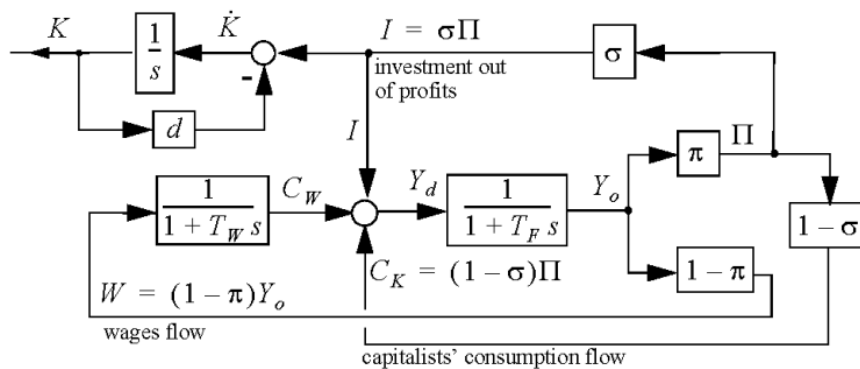 K
1
s
K̇
-
I = σΠ
investment out
of profits
σ
d
I
π
Π
1
1 + T_W s
C_W
Y_d
1
1 + T_F s
Y_o
1 − σ
C_K = (1−σ)Π
1 − π
W = (1−π)Y_o
wages flow
capitalists' consumption flow